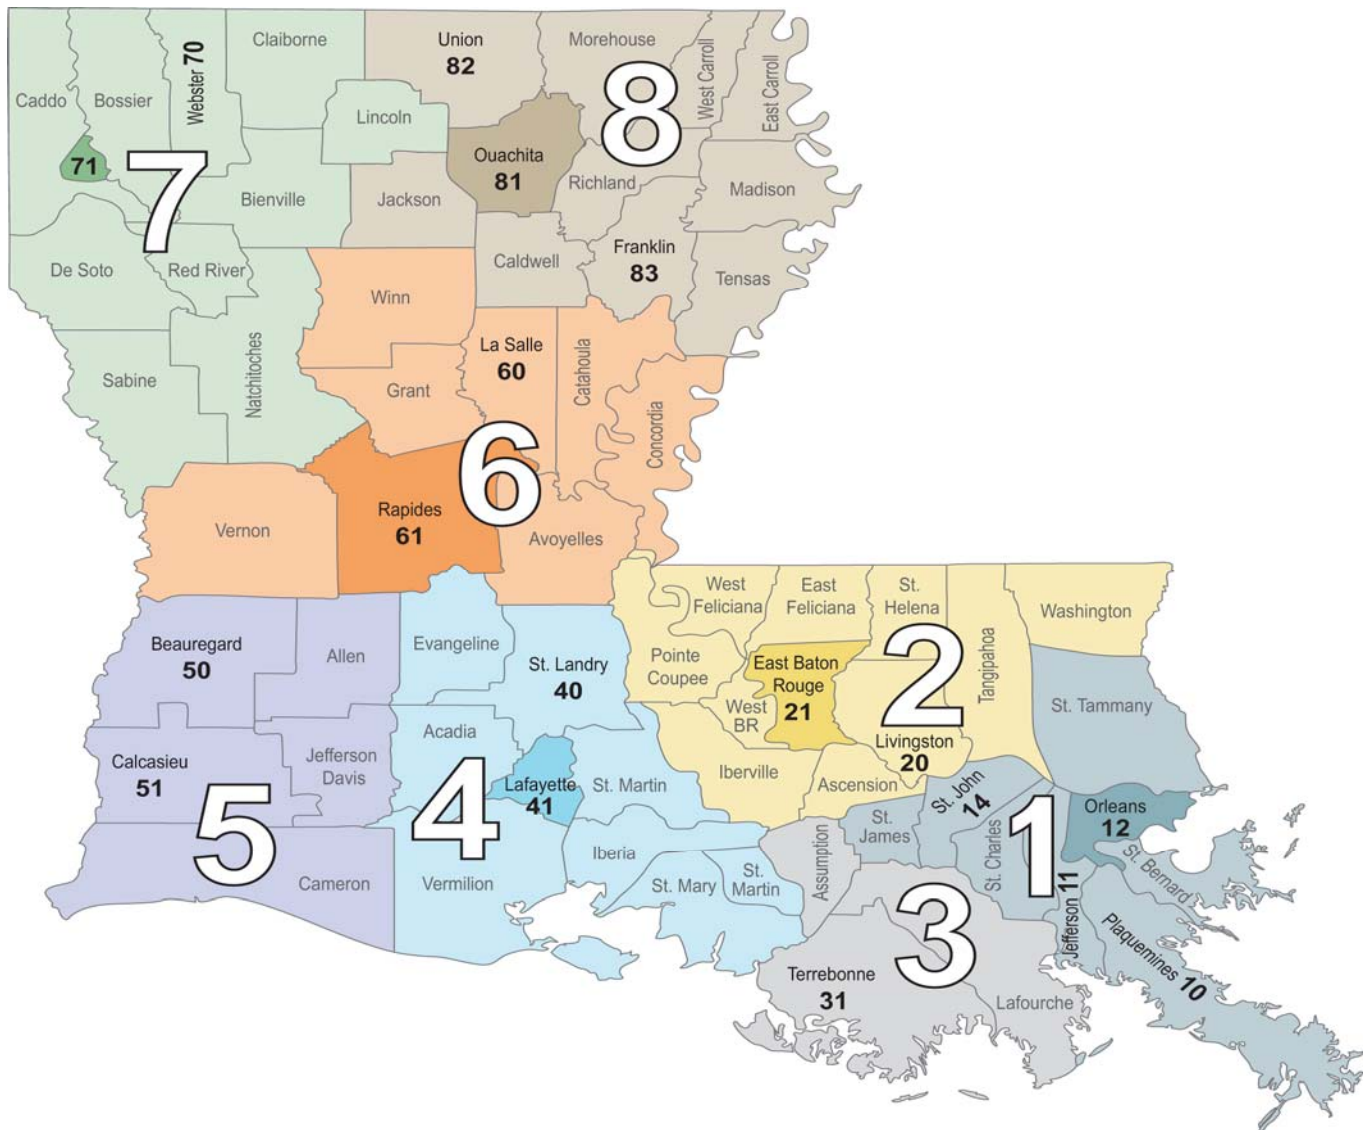 Claiborne
Union
82
Morehouse
West Carroll
East Carroll
Webster 70
Caddo
Bossier
Lincoln
8
71
7
Ouachita
81
Richland
Madison
Bienville
Jackson
Franklin
83
Caldwell
De Soto
Red River
Tensas
Winn
Natchitoches
La Salle
60
Catahoula
Sabine
Grant
Concordia
6
Rapides
61
Vernon
Avoyelles
West
Feliciana
East
Feliciana
St.
Helena
Washington
Beauregard
50
Allen
Evangeline
St. Landry
40
Pointe
Coupee
East Baton
Rouge
21
2
Tangipahoa
West
BR
St. Tammany
Calcasieu
51
Jefferson
Davis
Acadia
Livingston
20
5
4
Lafayette
41
St. Martin
Iberville
Ascension
St. John
14
Orleans
12
St.
James
1
Assumption
St. Charles
St. Bernard
Cameron
Vermilion
Iberia
St. Mary
St.
Martin
3
Jefferson 11
Plaquemines 10
Terrebonne
31
Lafourche